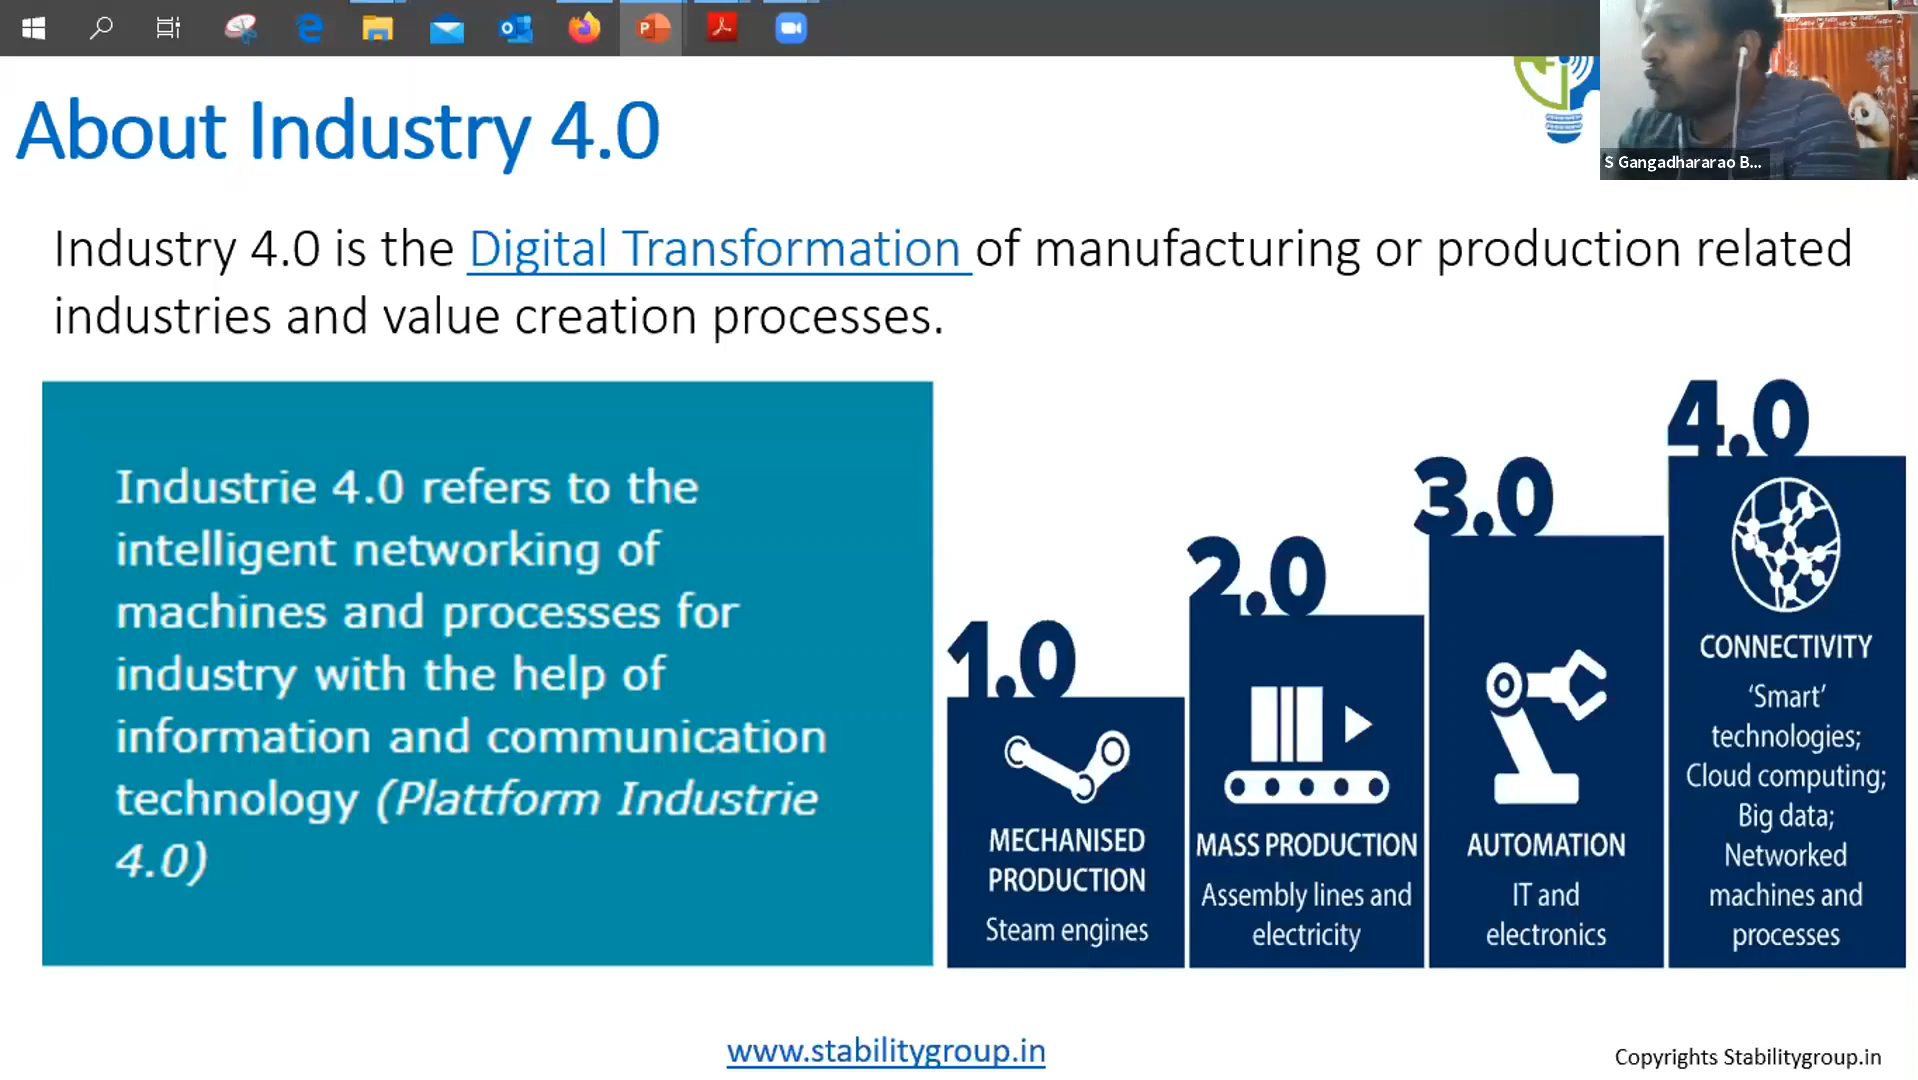 S Gangadhararao B...
About Industry 4.0
Industry 4.0 is the Digital Transformation of manufacturing or production related
industries and value creation processes.
Industrie 4.0 refers to the
intelligent networking of
machines and processes for
industry with the help of
information and communication
technology (Plattform Industrie
4.0)
1.0
MECHANISED
PRODUCTION
Steam engines
2.0
MASS PRODUCTION
Assembly lines and
electricity
3.0
AUTOMATION
IT and
electronics
4.0
CONNECTIVITY
‘Smart’
technologies;
Cloud computing;
Big data;
Networked
machines and
processes
www.stabilitygroup.in
Copyrights Stabilitygroup.in